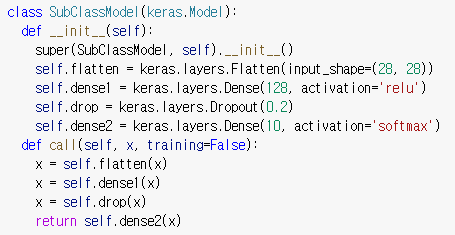 class SubClassModel(keras.Model):
  def __init__(self):
    super(SubClassModel, self).__init__()
    self.flatten = keras.layers.Flatten(input_shape=(28, 28))
    self.dense1 = keras.layers.Dense(128, activation='relu')
    self.drop = keras.layers.Dropout(0.2)
    self.dense2 = keras.layers.Dense(10, activation='softmax')
  def call(self, x, training=False):
    x = self.flatten(x)
    x = self.dense1(x)
    x = self.drop(x)
    return self.dense2(x)